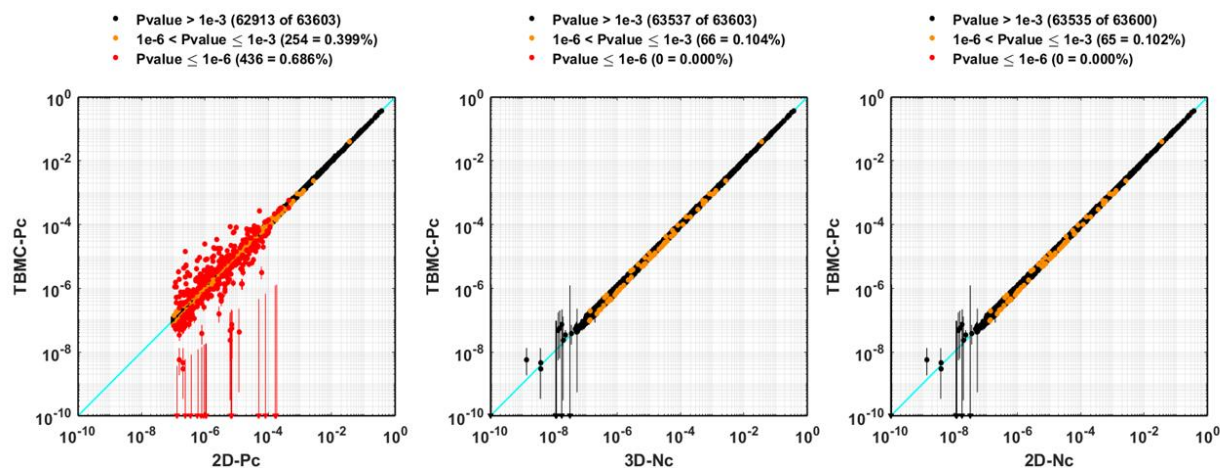 Pvalue > 1e-3 (62913 of 63603)
1e-6 < Pvalue ≤ 1e-3 (254 = 0.399%)
Pvalue ≤ 1e-6 (436 = 0.686%)
Pvalue > 1e-3 (63537 of 63603)
1e-6 < Pvalue ≤ 1e-3 (66 = 0.104%)
Pvalue ≤ 1e-6 (0 = 0.000%)
Pvalue > 1e-3 (63535 of 63600)
1e-6 < Pvalue ≤ 1e-3 (65 = 0.102%)
Pvalue ≤ 1e-6 (0 = 0.000%)
TBMC-Pc
10^0
10^-2
10^-4
10^-6
10^-8
10^-10
10^-10 10^-8 10^-6 10^-4 10^-2 10^0
2D-Pc
TBMC-Pc
10^0
10^-2
10^-4
10^-6
10^-8
10^-10
10^-10 10^-8 10^-6 10^-4 10^-2 10^0
3D-Nc
TBMC-Pc
10^0
10^-2
10^-4
10^-6
10^-8
10^-10
10^-10 10^-8 10^-6 10^-4 10^-2 10^0
2D-Nc